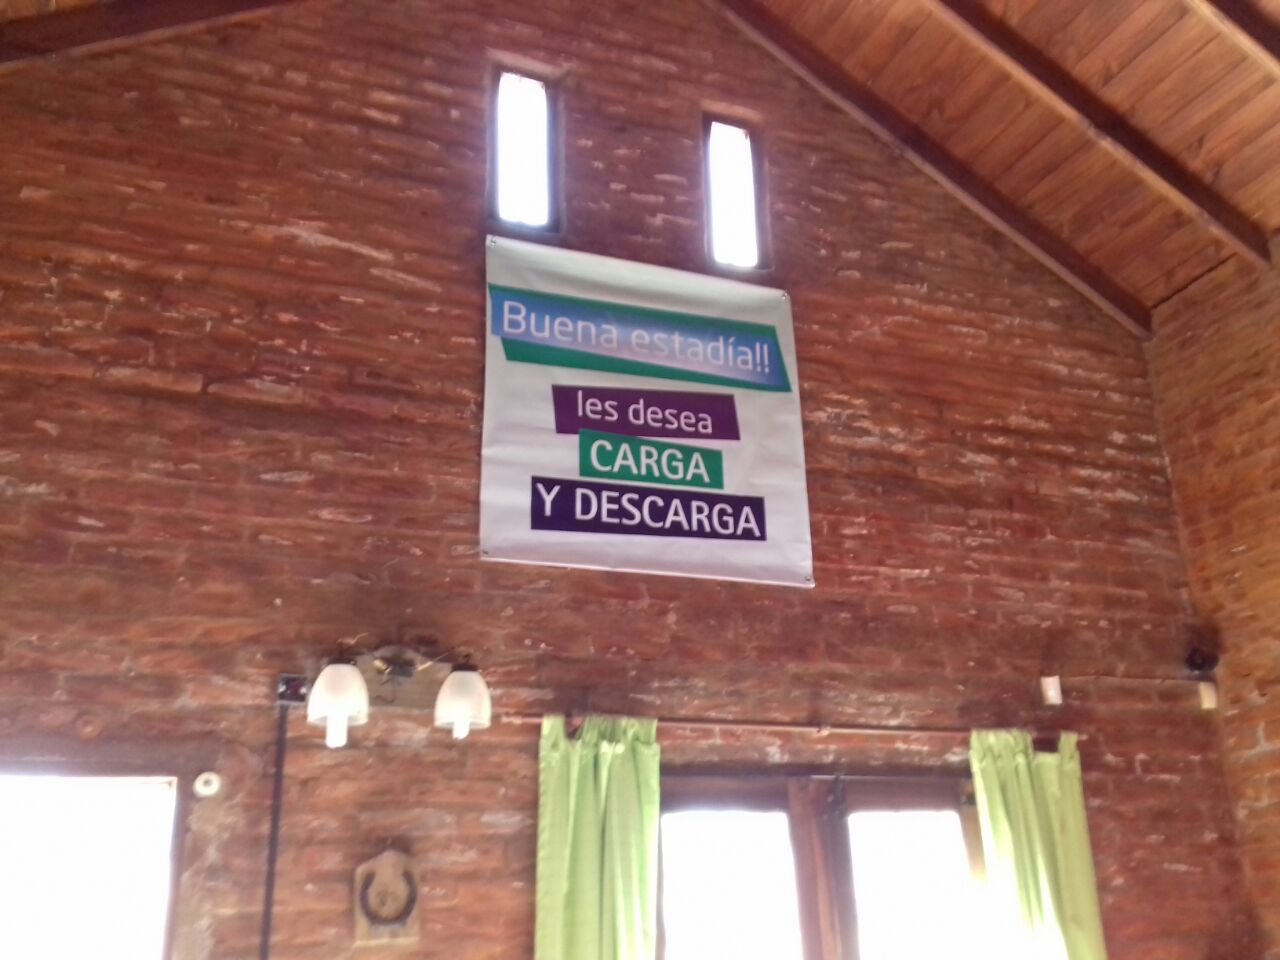 Buena estadía!!
les desea
CARGA
Y DESCARGA